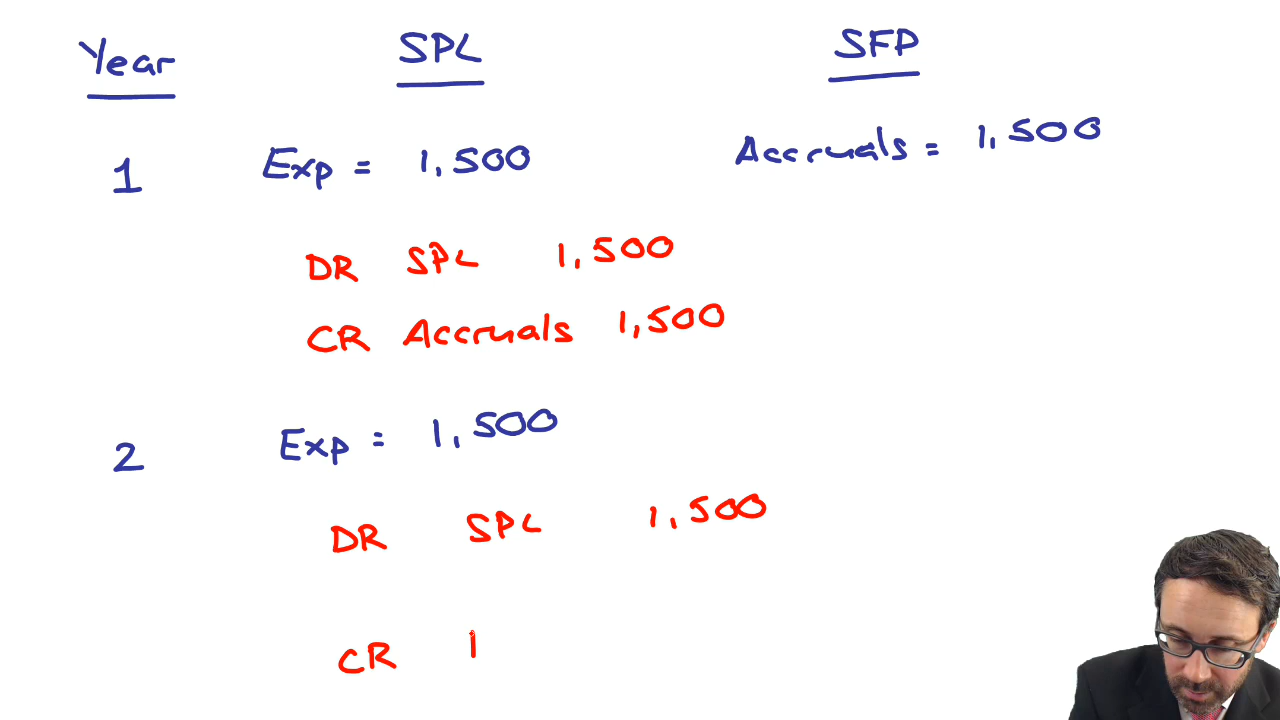 Year SPL SFP
1 Exp = 1,500 Accruals = 1,500
DR SPL 1,500
CR Accruals 1,500
2 Exp = 1,500
DR SPL 1,500
CR